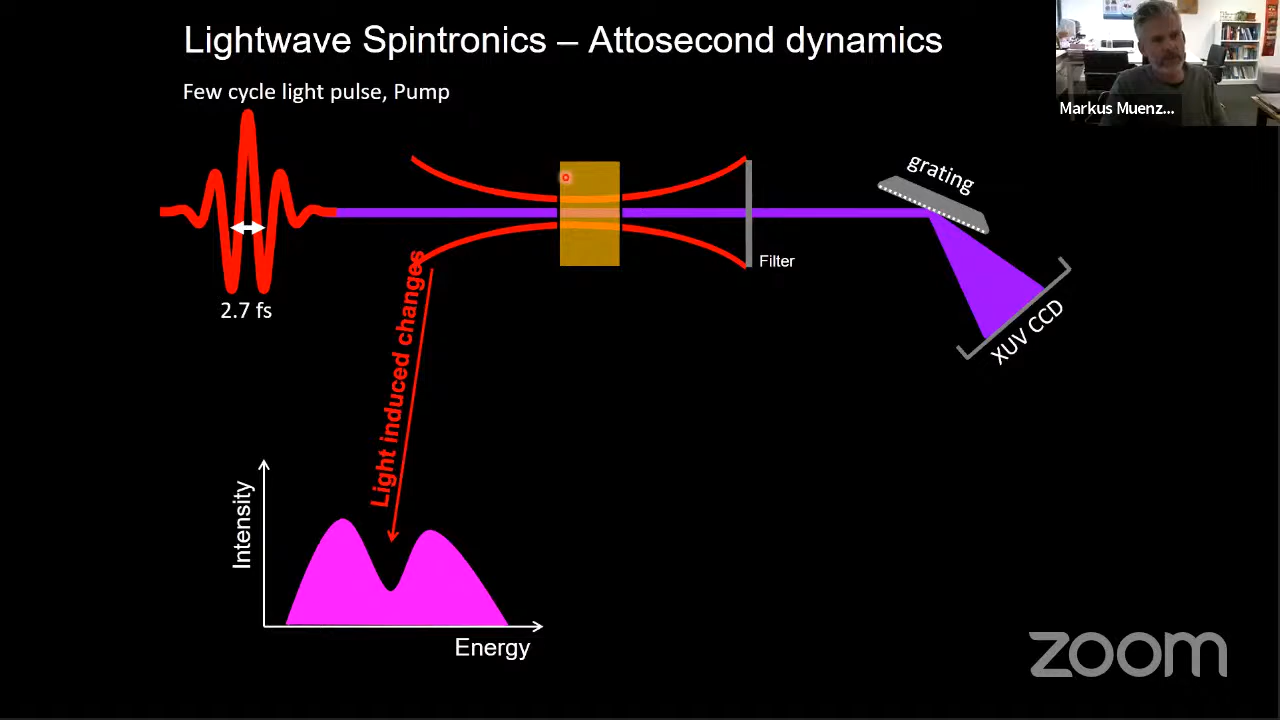 Lightwave Spintronics – Attosecond dynamics
Few cycle light pulse, Pump
Markus Muenz...
grating
Filter
2.7 fs
XUV CCD
Light induced changes
Intensity
Energy
zoom